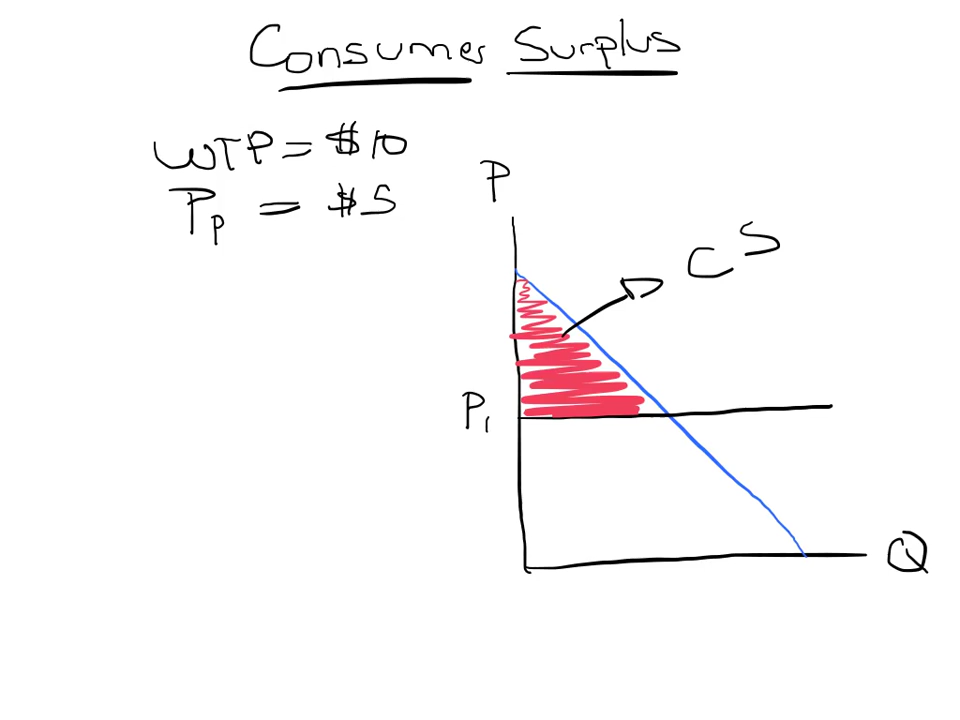 Consumer Surplus
WTP = $10
Pp = $5
P
CS
P1
Q